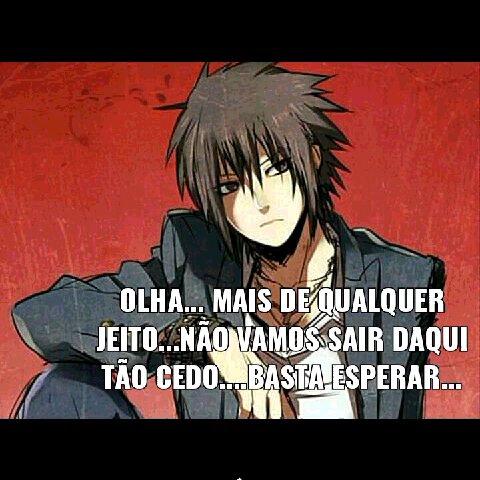 OLHA... MAIS DE QUALQUER
JEITO...NÃO VAMOS SAIR DAQUI
TÃO CEDO....BASTA ESPERAR...